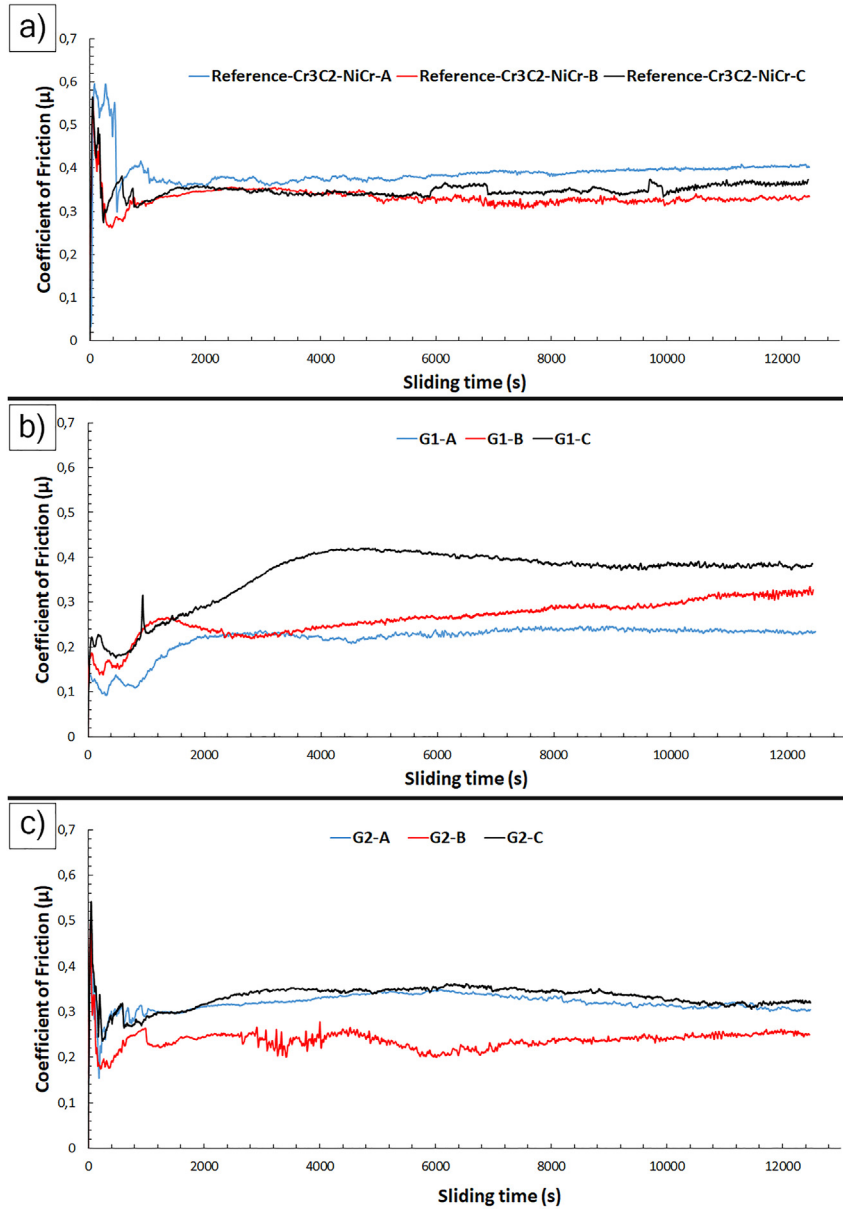 a)
0,7
Reference-Cr3C2-NiCr-A Reference-Cr3C2-NiCr-B Reference-Cr3C2-NiCr-C
0,6
0,5
0,4
0,3
0,2
0,1
0
Coefficient of Friction (µ)
0 2000 4000 6000 8000 10000 12000
Sliding time (s)
b)
0,7
G1-A G1-B G1-C
0,6
0,5
0,4
0,3
0,2
0,1
0
Coefficient of Friction (µ)
0 2000 4000 6000 8000 10000 12000
Sliding time (s)
c)
0,7
G2-A G2-B G2-C
0,6
0,5
0,4
0,3
0,2
0,1
0
Coefficient of Friction (µ)
0 2000 4000 6000 8000 10000 12000
Sliding time (s)